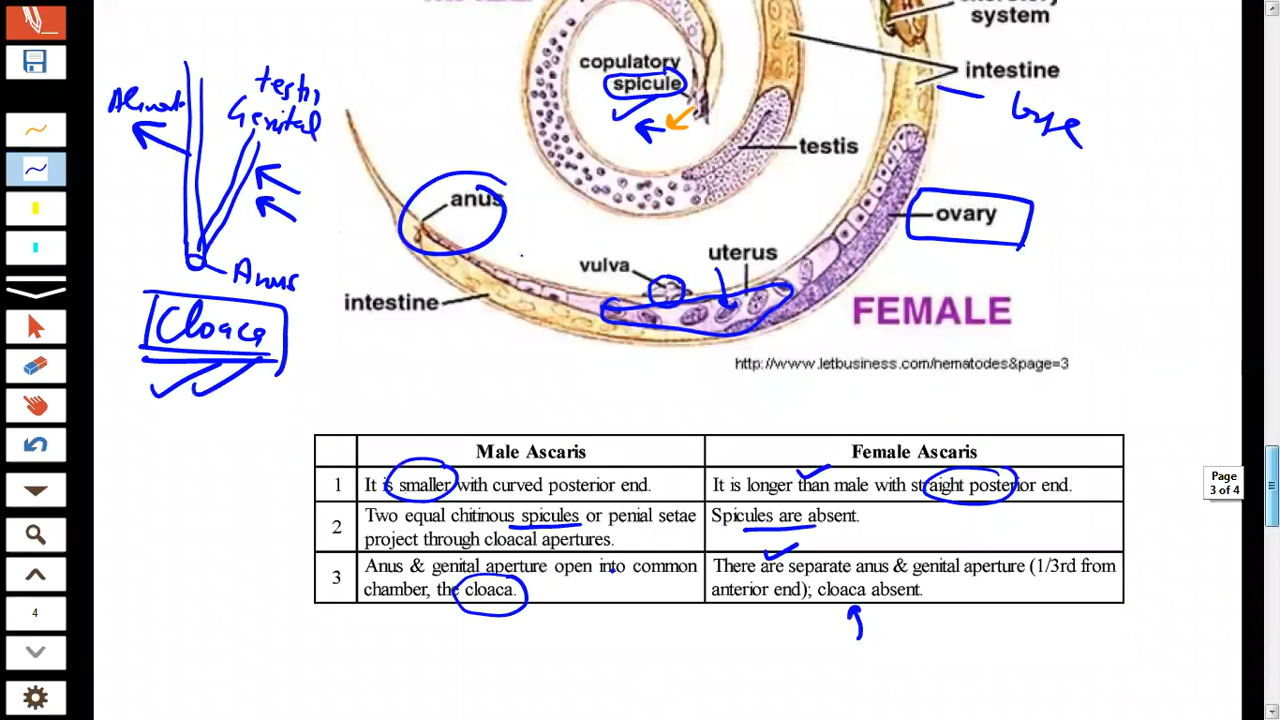 system
copulatory
spicule
intestine
testis
testis
Genital
anus
ovary
Anus
vulva
uterus
intestine
FEMALE
Cloaca
http://www.letbusiness.com/nematodes&page=3
Male Ascaris Female Ascaris
1 It is smaller with curved posterior end. It is longer than male with straight posterior end.
2 Two equal chitinous spicules or penial setae Spicules are absent.
project through cloacal apertures.
3 Anus & genital aperture open into common There are separate anus & genital aperture (1/3rd from
chamber, the cloaca. anterior end); cloaca absent.
Page
3 of 4
4